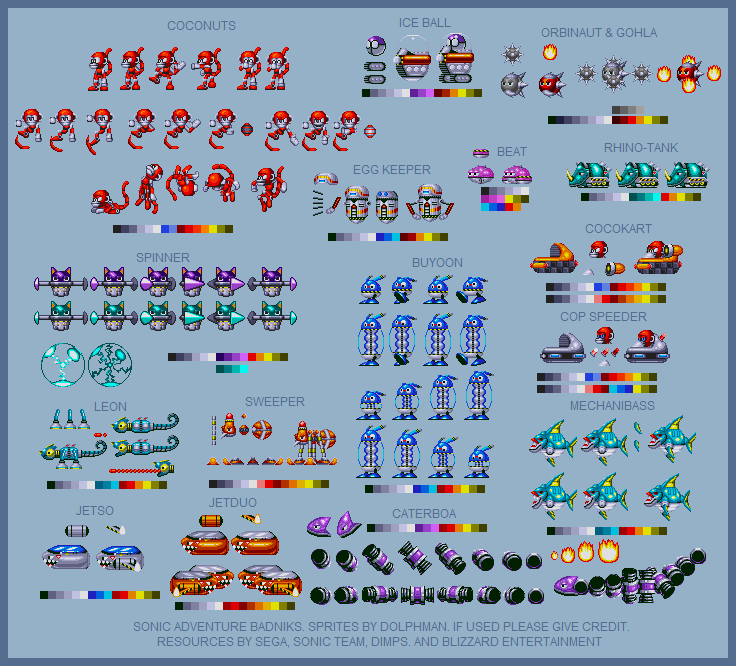 COCONUTS
ICE BALL
ORBINAUT & GOHLA
BEAT
RHINO-TANK
EGG KEEPER
COCOKART
SPINNER
BUYOON
COP SPEEDER
LEON
SWEEPER
MECHANIBASS
JETSO
JETDUO
CATERBOA
SONIC ADVENTURE BADNIKS. SPRITES BY DOLPHMAN. IF USED PLEASE GIVE CREDIT.
RESOURCES BY SEGA, SONIC TEAM, DIMPS. AND BLIZZARD ENTERTAINMENT